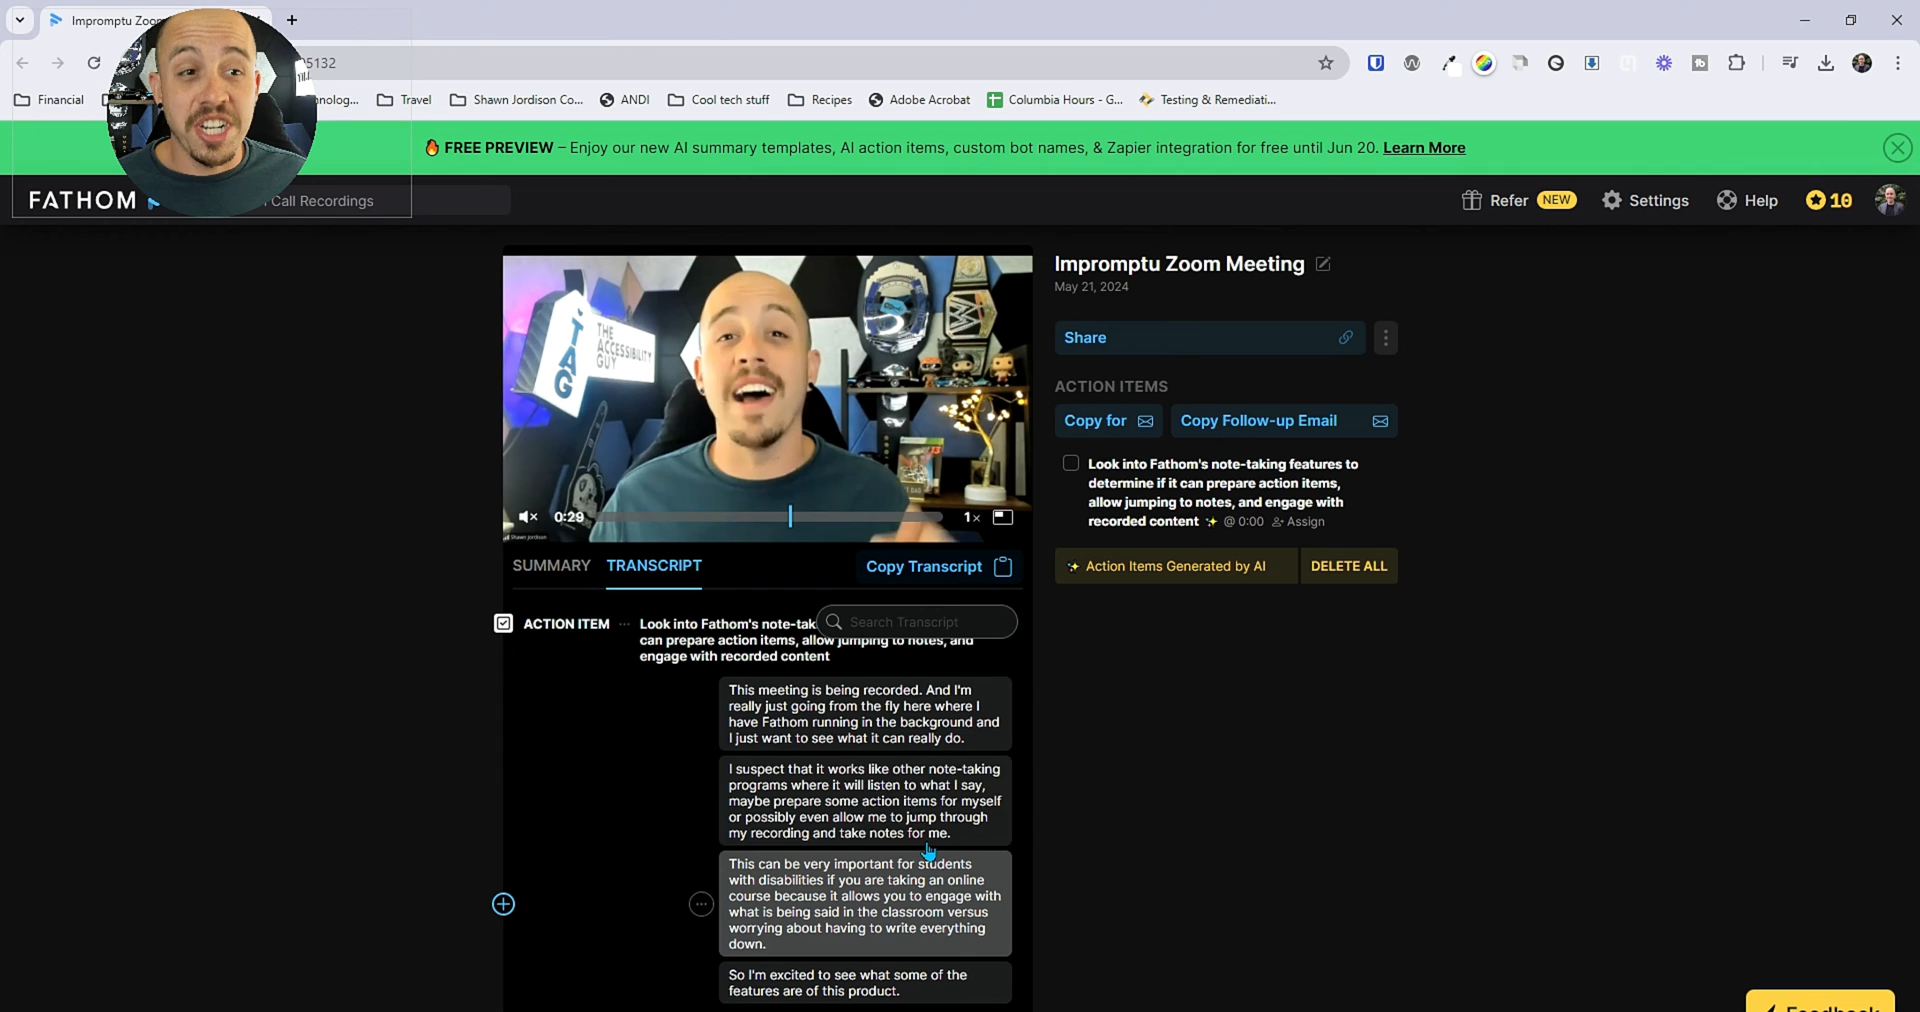 Impromptu Zoo
5132
Financial
nolog...
Travel
Shawn Jordison Co...
ANDI
Cool tech stuff
Recipes
Adobe Acrobat
Columbia Hours - G...
Testing & Remediati...
🔥 FREE PREVIEW – Enjoy our new AI summary templates, AI action items, custom bot names, & Zapier integration for free until Jun 20. Learn More
FATHOM
Call Recordings
Refer NEW
Settings
Help
10
TAG
THE
ACCESSIBILITY
GUY
0:29
1×
Shawn Jordison
SUMMARY
TRANSCRIPT
Copy Transcript
ACTION ITEM
Look into Fathom's note-tak
can prepare action items, allow jumping to notes, and
engage with recorded content
Search Transcript
This meeting is being recorded. And I'm
really just going from the fly here where I
have Fathom running in the background and
I just want to see what it can really do.
I suspect that it works like other note-taking
programs where it will listen to what I say,
maybe prepare some action items for myself
or possibly even allow me to jump through
my recording and take notes for me.
This can be very important for students
with disabilities if you are taking an online
course because it allows you to engage with
what is being said in the classroom versus
worrying about having to write everything
down.
So I'm excited to see what some of the
features are of this product.
Impromptu Zoom Meeting
May 21, 2024
Share
ACTION ITEMS
Copy for
Copy Follow-up Email
Look into Fathom's note-taking features to
determine if it can prepare action items,
allow jumping to notes, and engage with
recorded content ✨ @ 0:00 Assign
✨ Action Items Generated by AI
DELETE ALL
Feedback